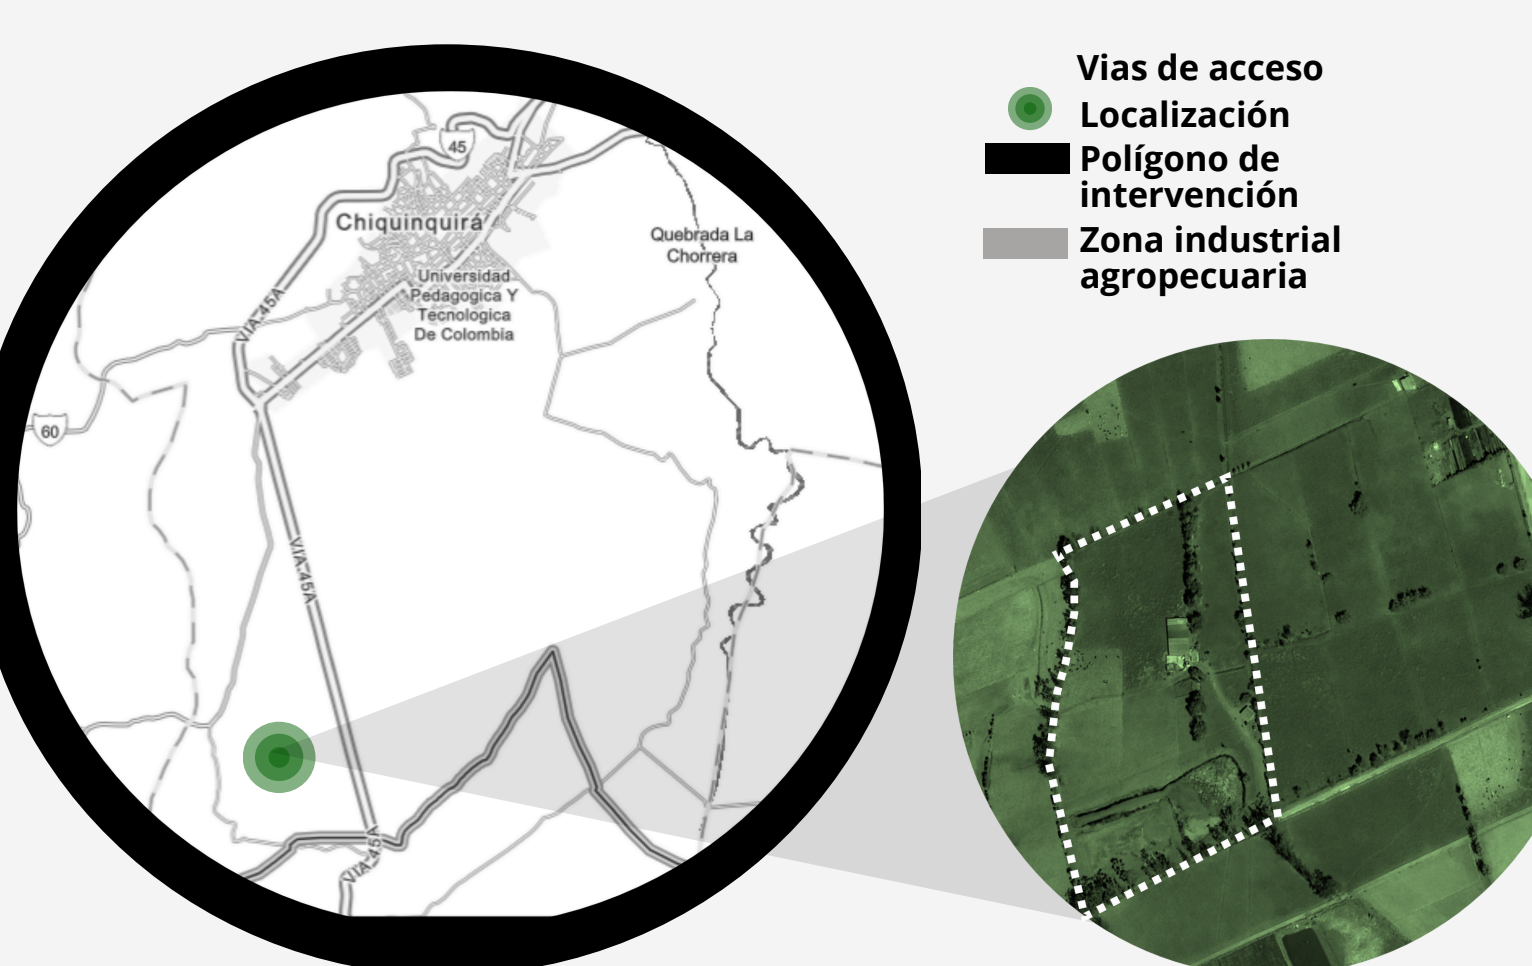 Vias de acceso
Localización
Polígono de
intervención
Zona industrial
agropecuaria
45
Chiquinquirá
Quebrada La
Chorrera
Universidad
Pedagogica Y
Tecnologica
De Colombia
VIA 45A
60
VIA 45A
VIA 45A